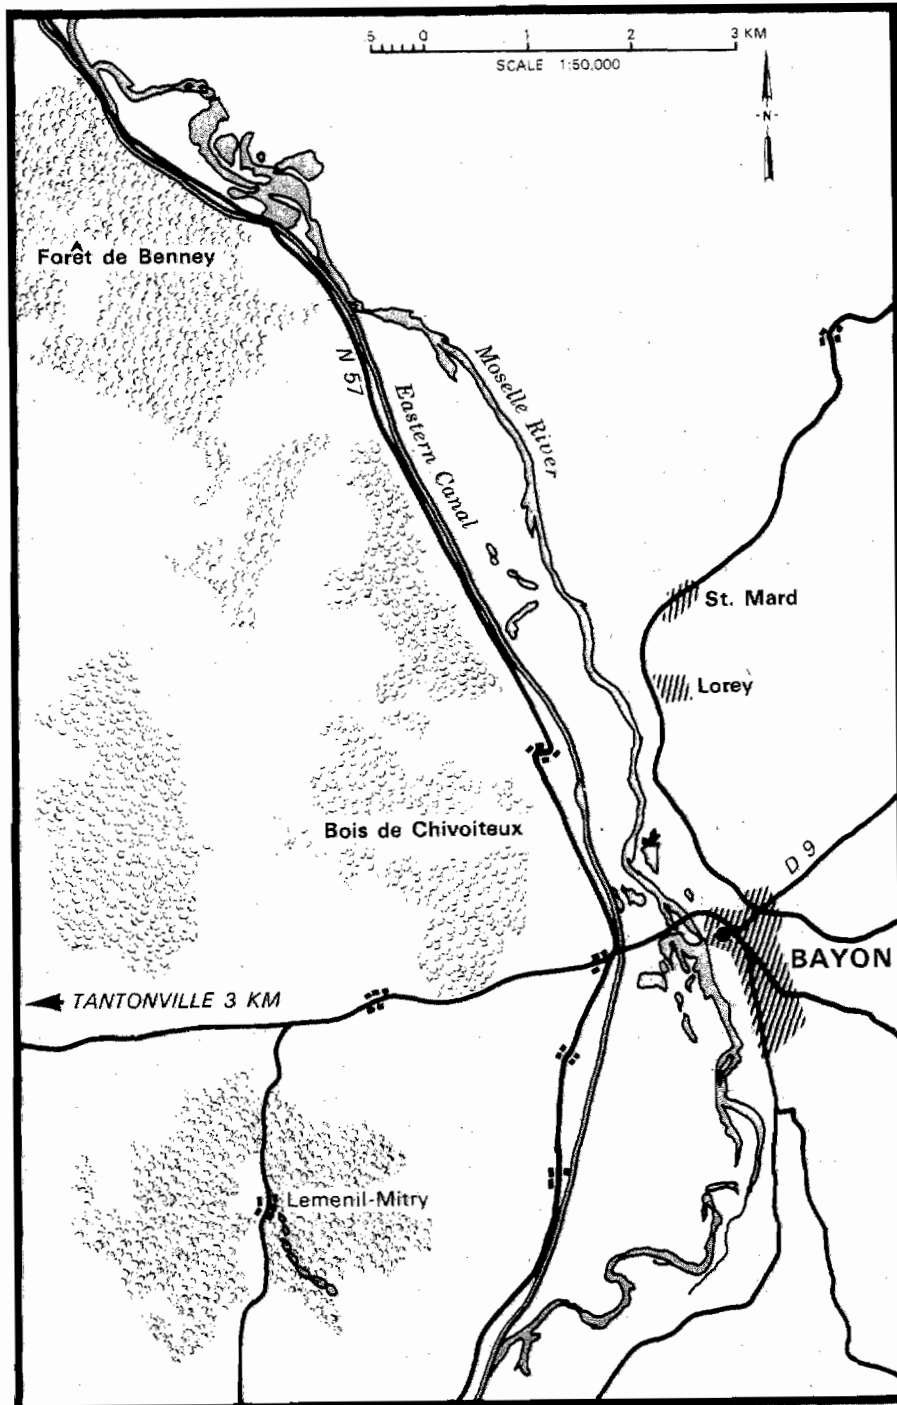 .5 0 1 2 3 KM
SCALE 1:50,000
-N-
Forêt de Benney
N 57
Eastern Canal
Moselle River
St. Mard
Lorey
Bois de Chivoiteux
D 9
BAYON
TANTONVILLE 3 KM
Lemenil-Mitry